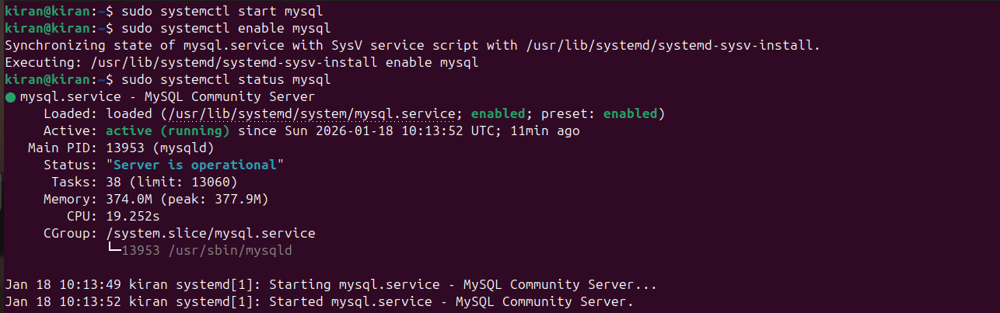 kiran@kiran:~$ sudo systemctl start mysql
kiran@kiran:~$ sudo systemctl enable mysql
Synchronizing state of mysql.service with SysV service script with /usr/lib/systemd/systemd-sysv-install.
Executing: /usr/lib/systemd/systemd-sysv-install enable mysql
kiran@kiran:~$ sudo systemctl status mysql
● mysql.service - MySQL Community Server
     Loaded: loaded (/usr/lib/systemd/system/mysql.service; enabled; preset: enabled)
     Active: active (running) since Sun 2026-01-18 10:13:52 UTC; 11min ago
   Main PID: 13953 (mysqld)
     Status: "Server is operational"
      Tasks: 38 (limit: 13060)
     Memory: 374.0M (peak: 377.9M)
        CPU: 19.252s
     CGroup: /system.slice/mysql.service
             └─13953 /usr/sbin/mysqld

Jan 18 10:13:49 kiran systemd[1]: Starting mysql.service - MySQL Community Server...
Jan 18 10:13:52 kiran systemd[1]: Started mysql.service - MySQL Community Server.